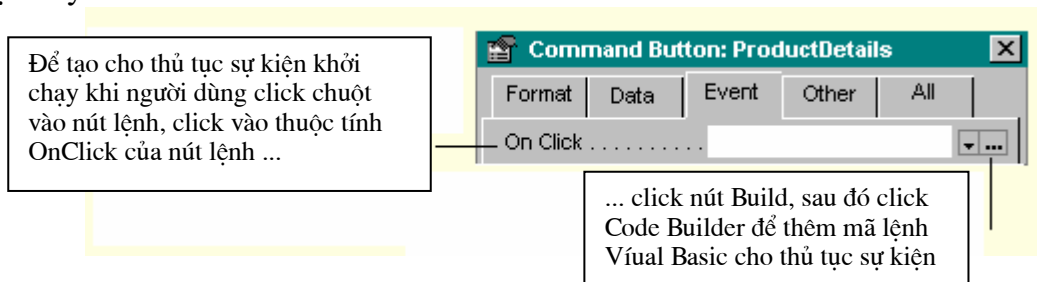 Để tạo cho thủ tục sự kiện khởi
chạy khi người dùng click chuột
vào nút lệnh, click vào thuộc tính
OnClick của nút lệnh ...
Command Button: ProductDetails
Format Data Event Other All
On Click . . . . . . . . . .
... click nút Build, sau đó click
Code Builder để thêm mã lệnh
Víual Basic cho thủ tục sự kiện